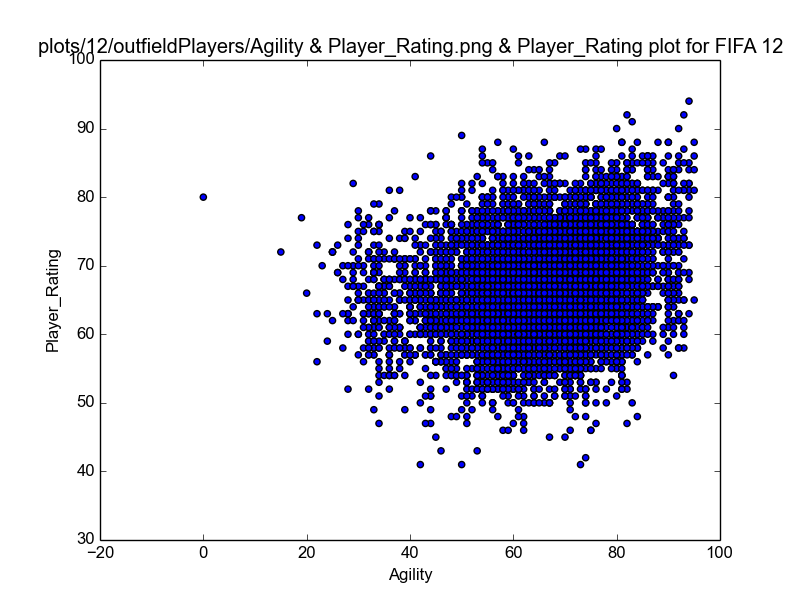 plots/12/outfieldPlayers/Agility & Player_Rating.png & Player_Rating plot for FIFA 12
100
90
80
70
60
50
40
30
Player_Rating
−20 0 20 40 60 80 100
Agility